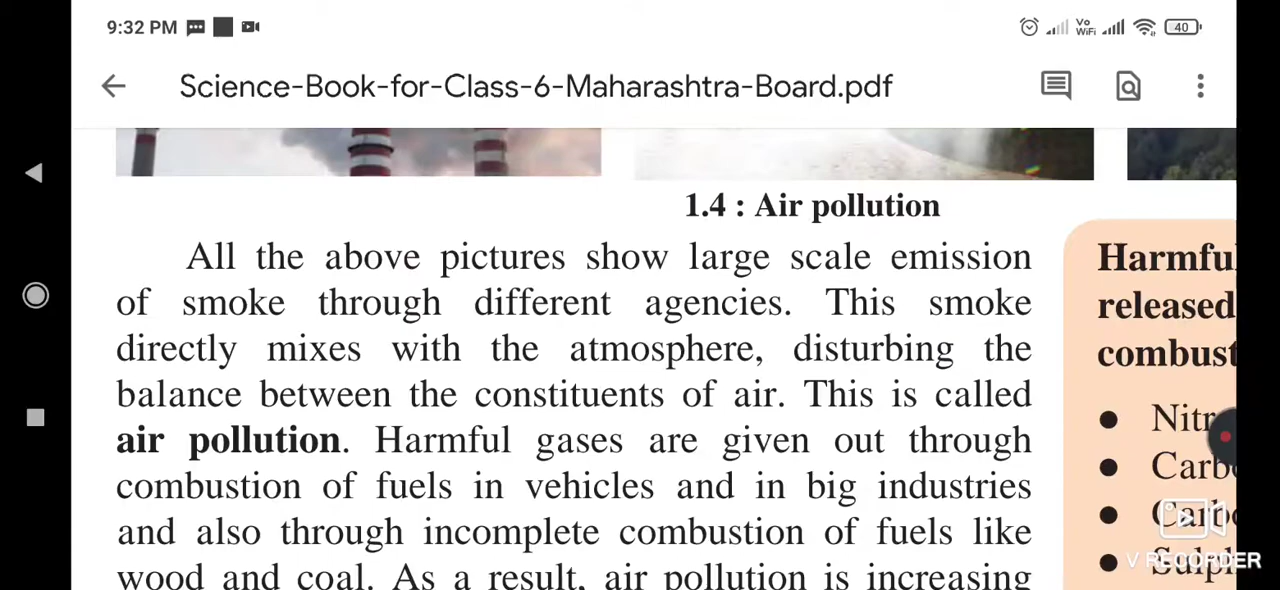 9:32 PM
Vo
WiFi
40
Science-Book-for-Class-6-Maharashtra-Board.pdf
1.4 : Air pollution
All the above pictures show large scale emission
of smoke through different agencies. This smoke
directly mixes with the atmosphere, disturbing the
balance between the constituents of air. This is called
air pollution. Harmful gases are given out through
combustion of fuels in vehicles and in big industries
and also through incomplete combustion of fuels like
wood and coal. As a result, air pollution is increasing
released
V RECORDER